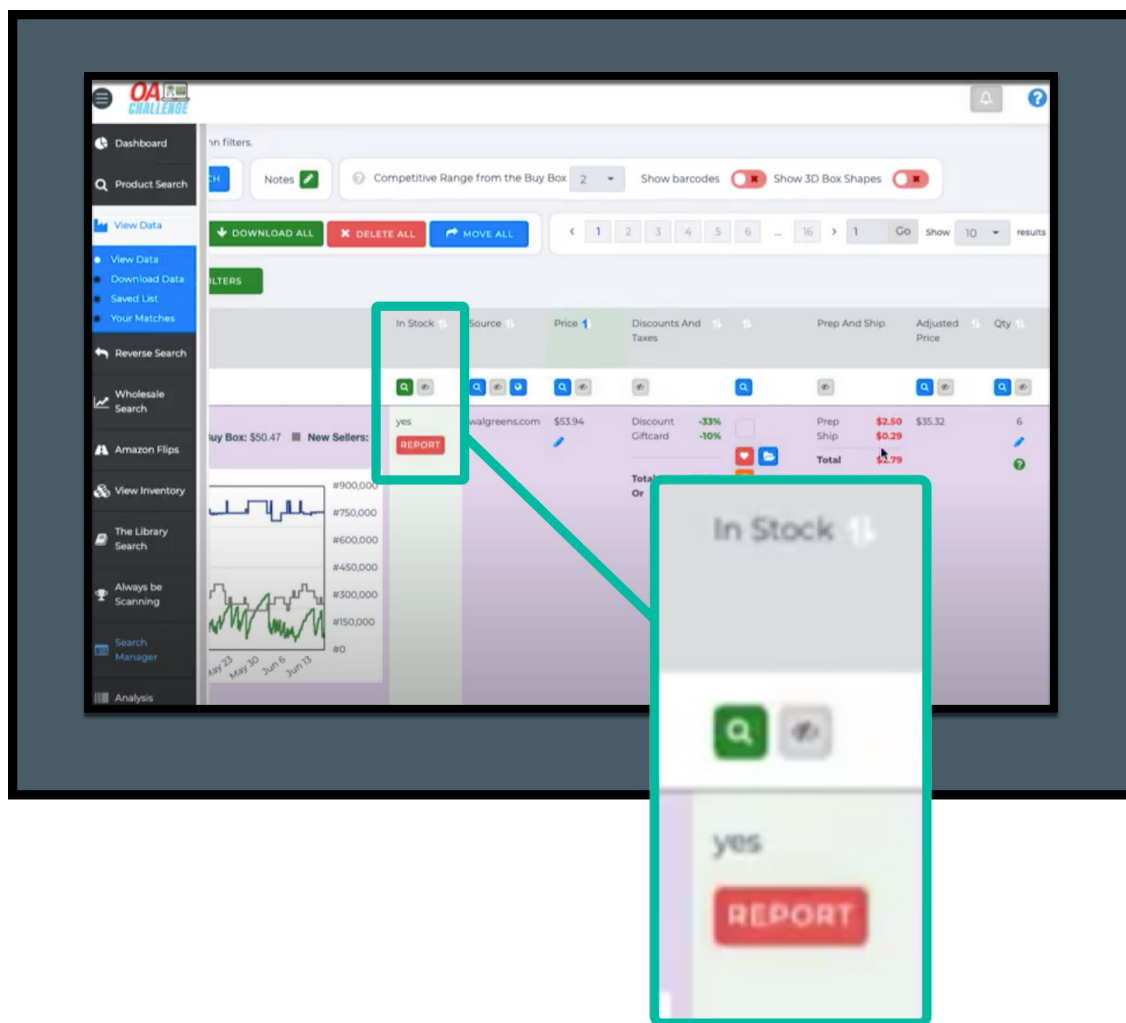 OA
CHALLENGE
Dashboard
Product Search
View Data
View Data
Download Data
Saved List
Your Matches
Reverse Search
Wholesale
Search
Amazon Flips
View Inventory
The Library
Search
Always be
Scanning
Search
Manager
Analysis
filters.
Notes
Competitive Range from the Buy Box 2
Show barcodes
Show 3D Box Shapes
DOWNLOAD ALL
DELETE ALL
MOVE ALL
1 2 3 4 5 6 ... 16 1 Go Show 10 results
ILTERS
In Stock
Source
Price
Discounts And
Taxes
Prep And Ship
Adjusted
Price
Qty
uy Box: $50.47 New Sellers:
yes
REPORT
walgreens.com
$53.94
Discount -33%
Giftcard -10%
Total
Or
Prep $2.50
Ship $0.29
Total $2.79
$35.32
6
#900,000
#750,000
#600,000
#450,000
#300,000
#150,000
#0
May 23
May 30
Jun 6
Jun 13
In Stock
yes
REPORT